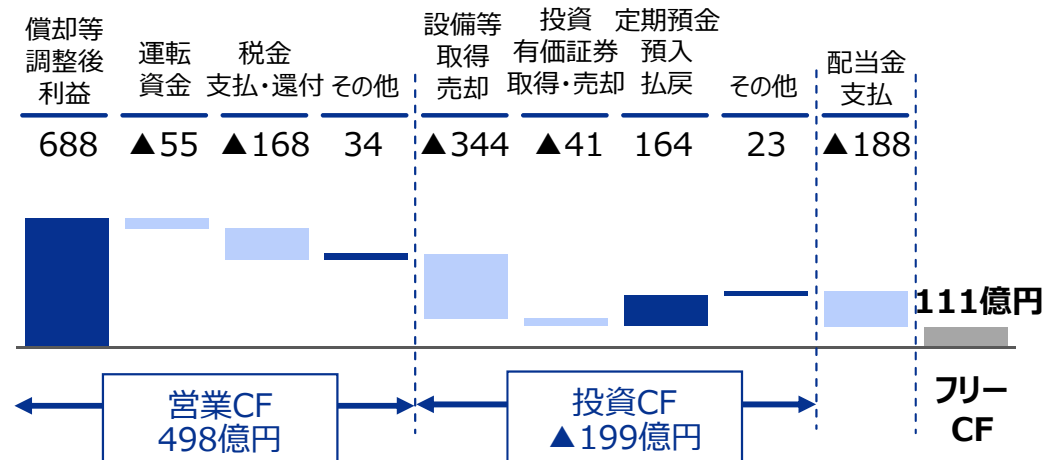 償却等
調整後
利益
運転
資金
税金
支払・還付
その他
設備等
取得
売却
投資
有価証券
取得・売却
定期預金
預入
払戻
その他
配当金
支払
688
▲55
▲168
34
▲344
▲41
164
23
▲188
111億円
営業CF
498億円
投資CF
▲199億円
フリー
CF